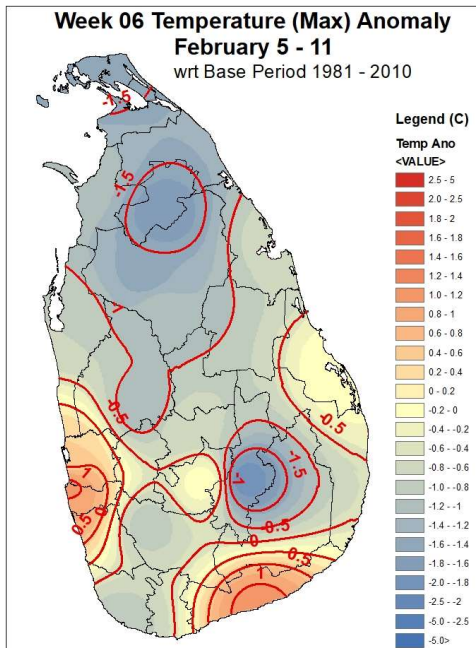 Week 06 Temperature (Max) Anomaly
February 5 - 11
wrt Base Period 1981 - 2010
Legend (C)
Temp Ano
<VALUE>
2.5 - 5
2.0 - 2.5
1.8 - 2
1.6 - 1.8
1.4 - 1.6
1.2 - 1.4
1.0 - 1.2
0.8 - 1
0.6 - 0.8
0.4 - 0.6
0.2 - 0.4
0 - 0.2
-0.2 - 0
-0.4 - -0.2
-0.6 - -0.4
-0.8 - -0.6
-1.0 - -0.8
-1.2 - -1
-1.4 - -1.2
-1.6 - -1.4
-1.8 - -1.6
-2.0 - -1.8
-2.5 - -2
-5.0 - -2.5
-5.0>
-1.5
-1.5
-1
-0.5
-0.5
-1.5
-1
1
0.5
0
-0.5
0
0.5
1